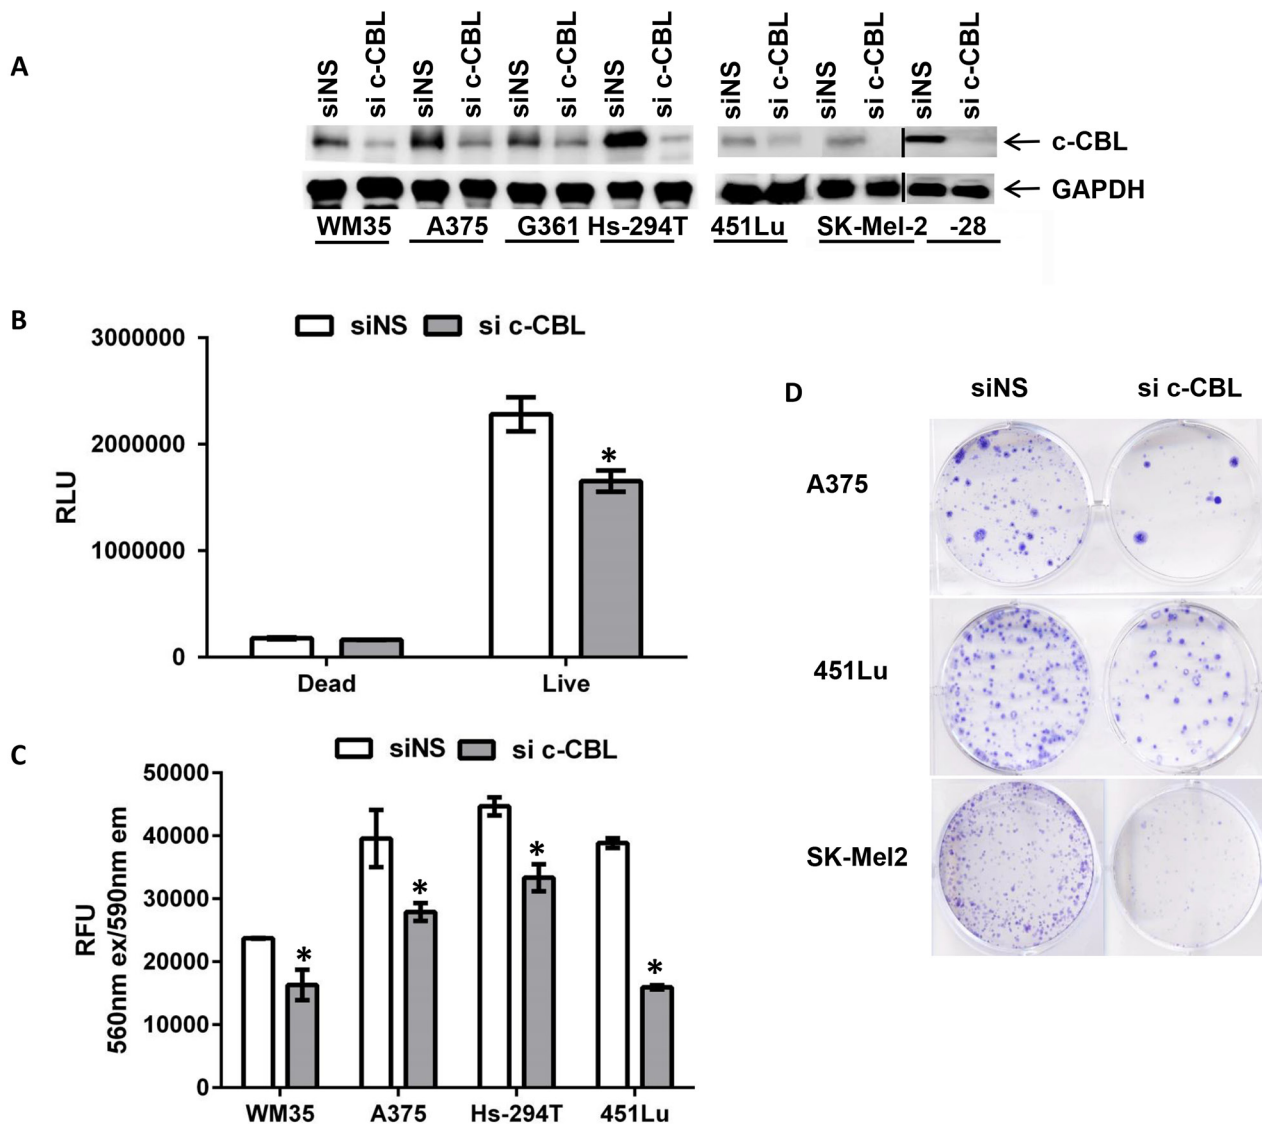 A
siNS
si c-CBL
siNS
si c-CBL
siNS
si c-CBL
siNS
si c-CBL
siNS
si c-CBL
siNS
si c-CBL
siNS
si c-CBL
c-CBL
GAPDH
WM35 A375 G361 Hs-294T 451Lu SK-Mel-2 -28
B
siNS si c-CBL
3000000
2000000
1000000
0
RLU
*
Dead Live
C
siNS si c-CBL
50000
40000
30000
20000
10000
0
RFU
560nm ex/590nm em
* * * *
WM35 A375 Hs-294T 451Lu
D
siNS si c-CBL
A375
451Lu
SK-Mel2